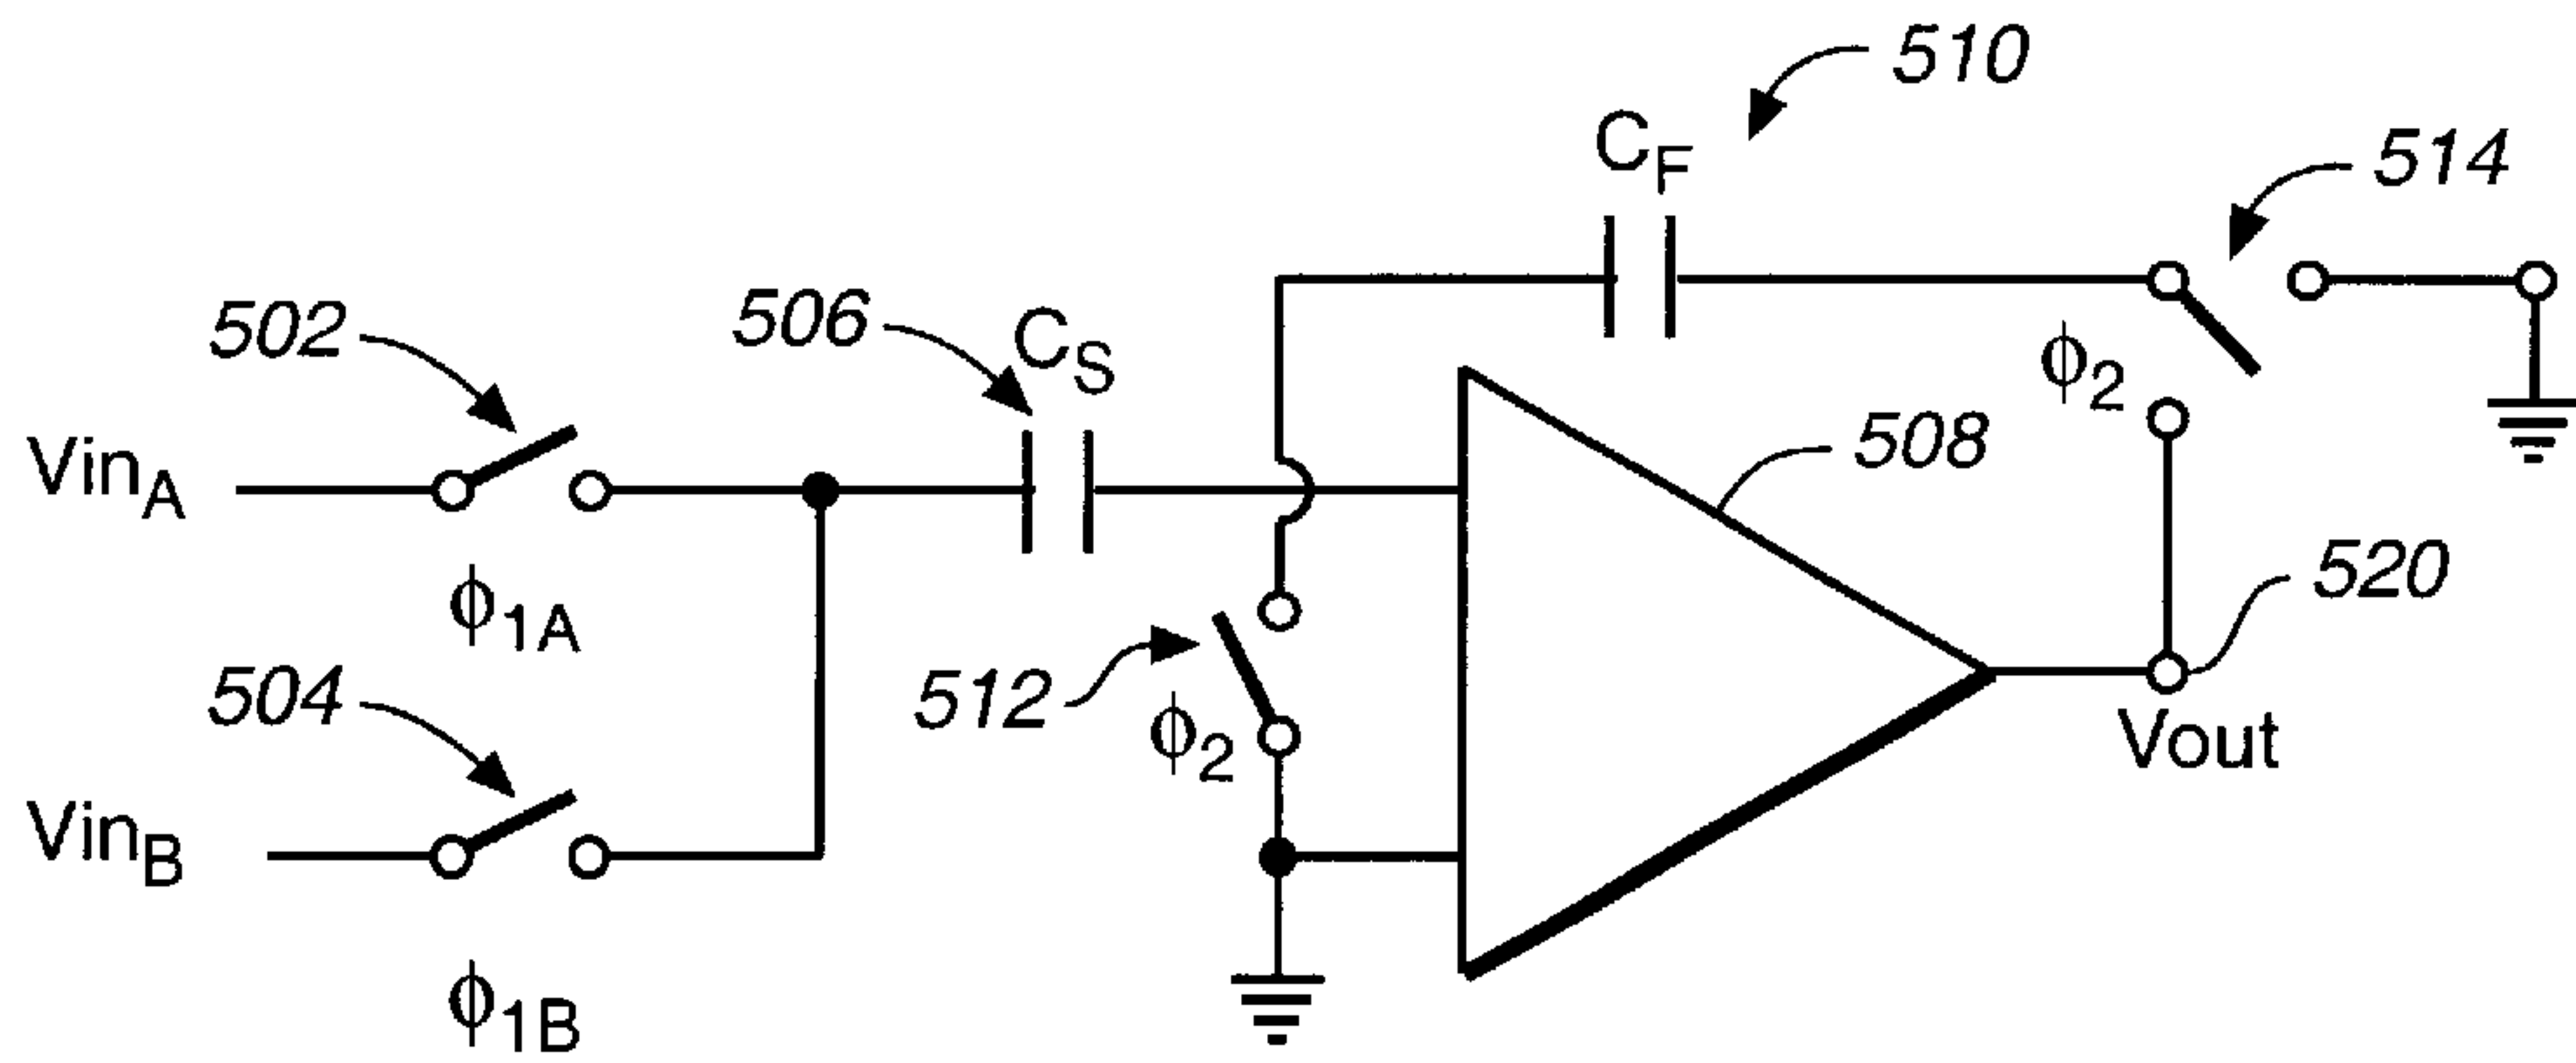 510
C_F
514
502
506
C_S
ϕ_2
Vin_A
508
ϕ_1A
520
504
512
ϕ_2
Vout
Vin_B
ϕ_1B